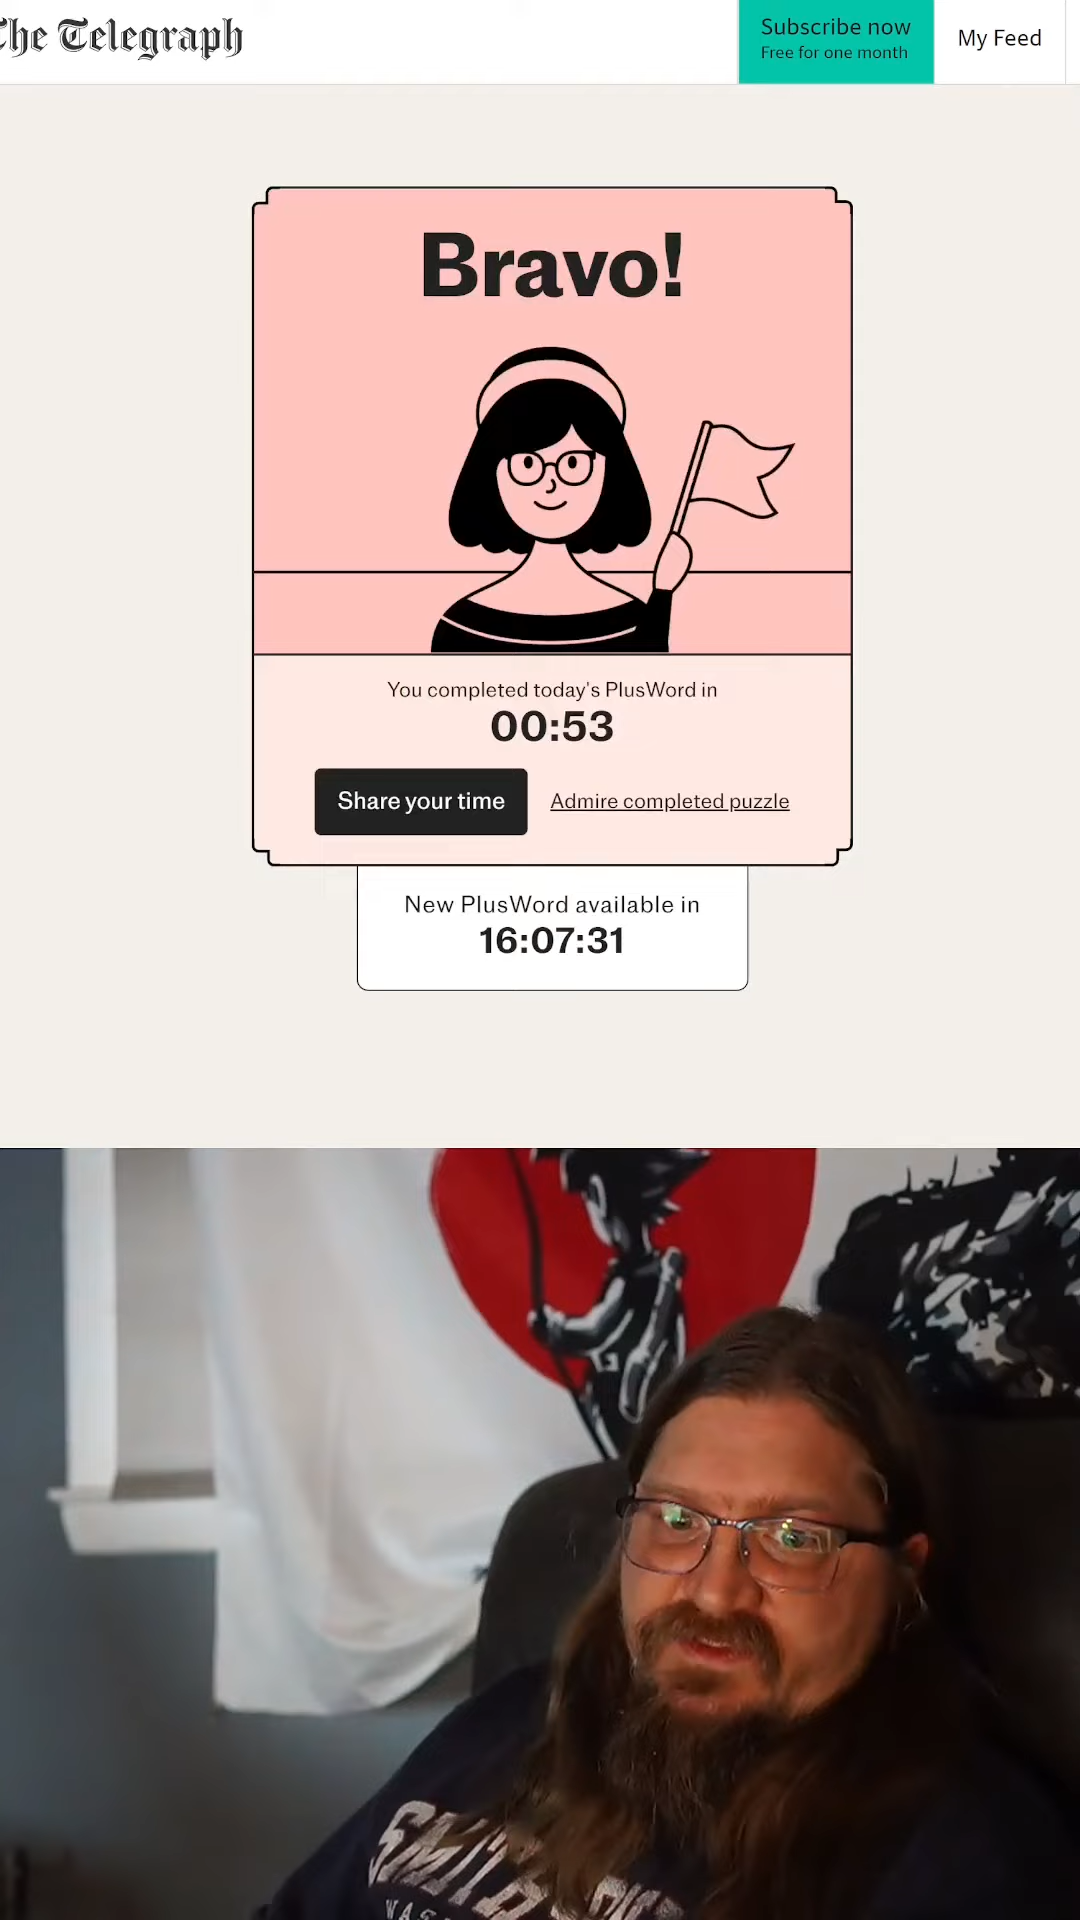 The Telegraph
Subscribe now
Free for one month
My Feed
Bravo!
You completed today's PlusWord in
00:53
Share your time
Admire completed puzzle
New PlusWord available in
16:07:31